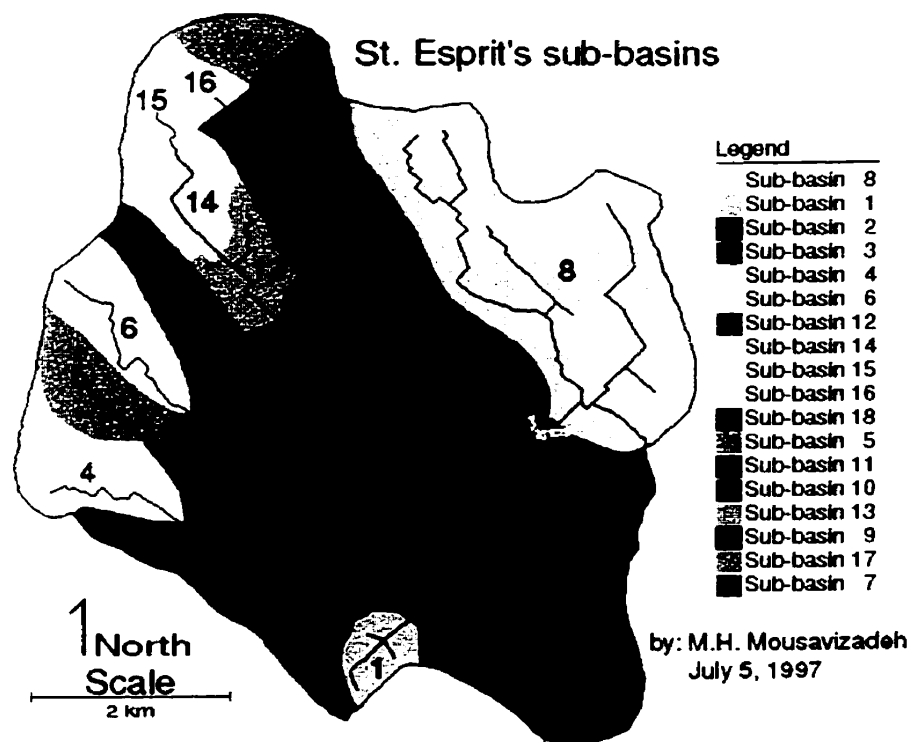 St. Esprit's sub-basins
16
15
14
8
6
4
1
Legend
Sub-basin 8
Sub-basin 1
Sub-basin 2
Sub-basin 3
Sub-basin 4
Sub-basin 6
Sub-basin 12
Sub-basin 14
Sub-basin 15
Sub-basin 16
Sub-basin 18
Sub-basin 5
Sub-basin 11
Sub-basin 10
Sub-basin 13
Sub-basin 9
Sub-basin 17
Sub-basin 7
North
Scale
2 km
by: M.H. Mousavizadeh
July 5, 1997